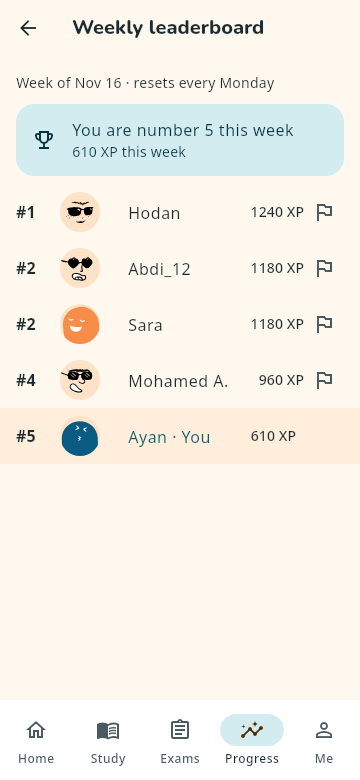 Weekly leaderboard
Week of Nov 16 · resets every Monday
You are number 5 this week
610 XP this week
#1 Hodan 1240 XP
#2 Abdi_12 1180 XP
#2 Sara 1180 XP
#4 Mohamed A. 960 XP
#5 Ayan · You 610 XP
Home Study Exams Progress Me